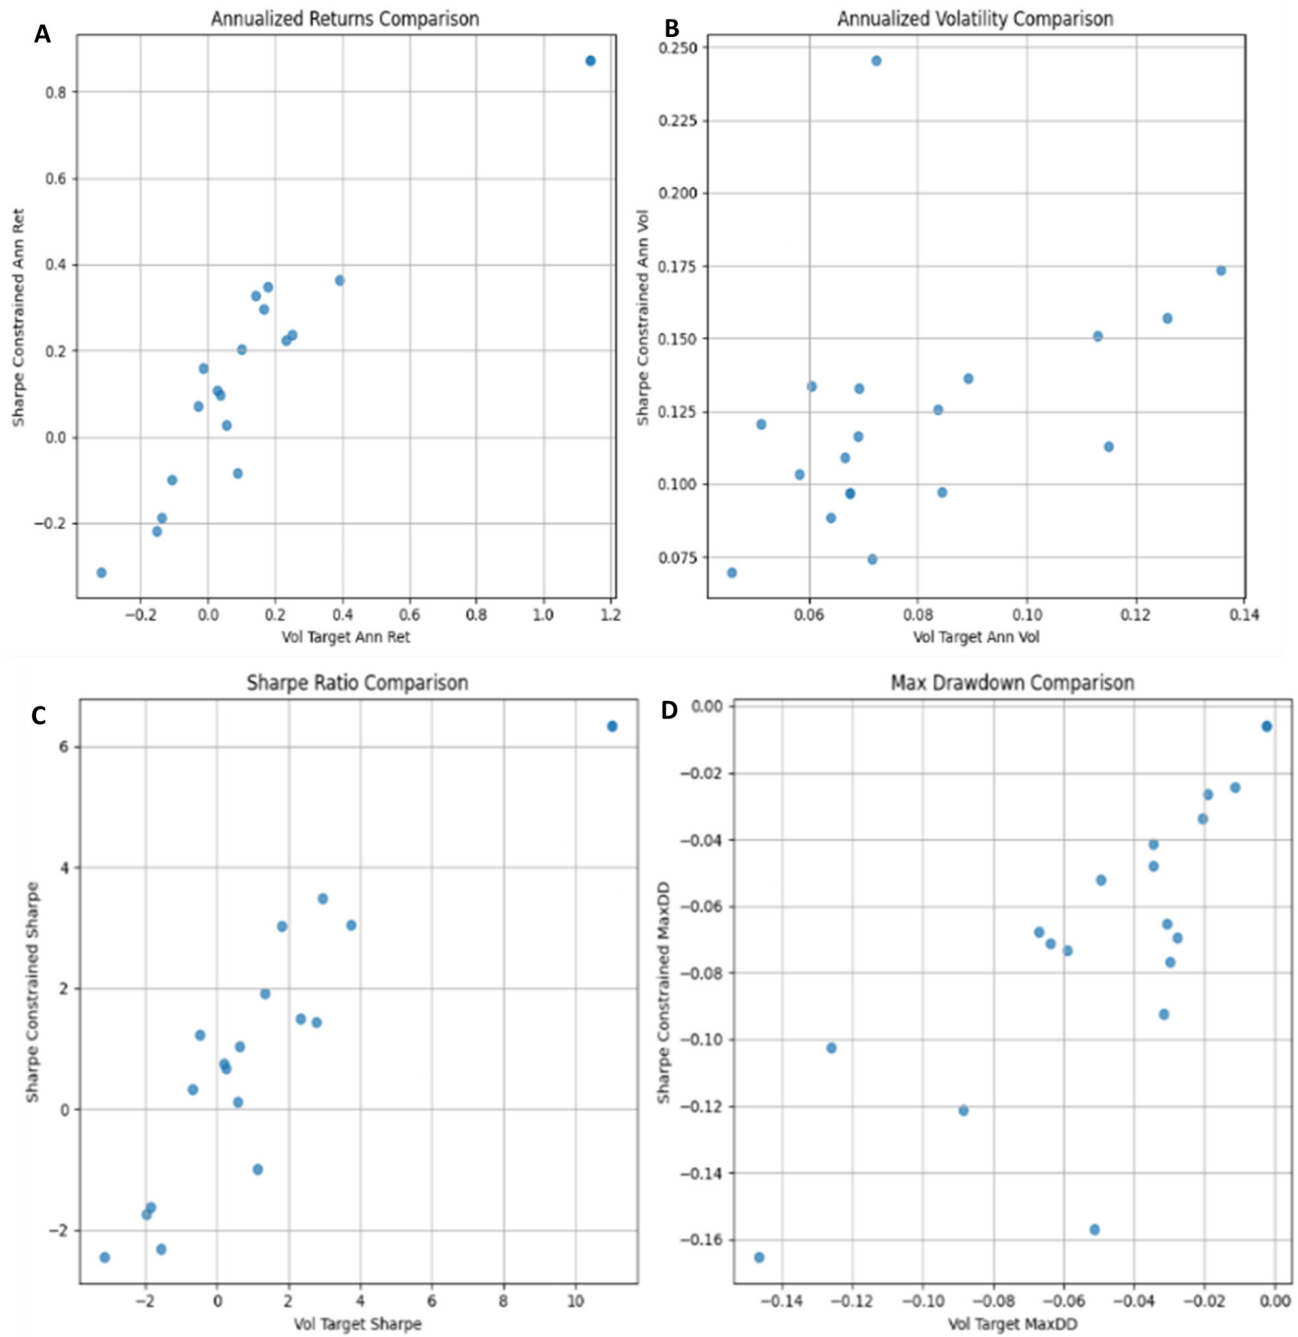 A
Annualized Returns Comparison
Sharpe Constrained Ann Ret
0.8
0.6
0.4
0.2
0.0
−0.2
−0.2 0.0 0.2 0.4 0.6 0.8 1.0 1.2
Vol Target Ann Ret
B
Annualized Volatility Comparison
Sharpe Constrained Ann Vol
0.250
0.225
0.200
0.175
0.150
0.125
0.100
0.075
0.06 0.08 0.10 0.12 0.14
Vol Target Ann Vol
C
Sharpe Ratio Comparison
Sharpe Constrained Sharpe
6
4
2
0
−2
−2 0 2 4 6 8 10
Vol Target Sharpe
D
Max Drawdown Comparison
Sharpe Constrained MaxDD
0.00
−0.02
−0.04
−0.06
−0.08
−0.10
−0.12
−0.14
−0.16
−0.14 −0.12 −0.10 −0.08 −0.06 −0.04 −0.02 0.00
Vol Target MaxDD